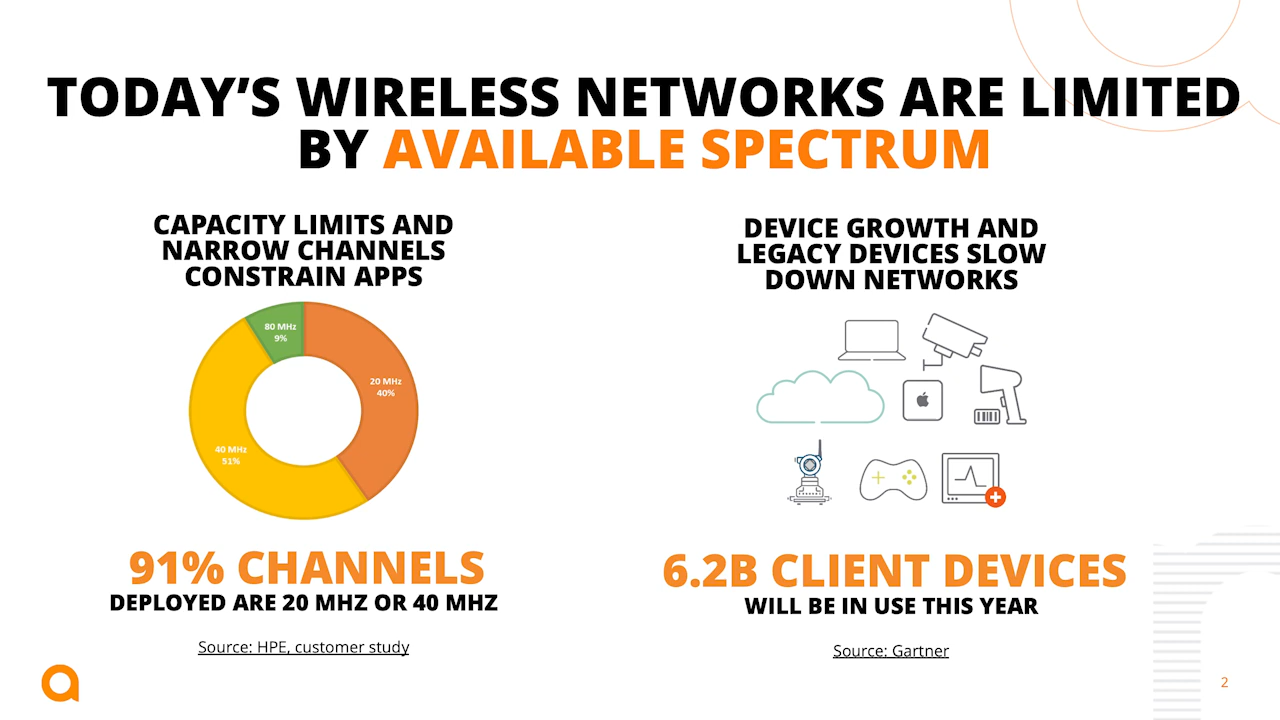 TODAY’S WIRELESS NETWORKS ARE LIMITED
BY AVAILABLE SPECTRUM
CAPACITY LIMITS AND
NARROW CHANNELS
CONSTRAIN APPS
80 MHz
9%
20 MHz
40%
40 MHz
51%
91% CHANNELS
DEPLOYED ARE 20 MHZ OR 40 MHZ
Source: HPE, customer study
DEVICE GROWTH AND
LEGACY DEVICES SLOW
DOWN NETWORKS
6.2B CLIENT DEVICES
WILL BE IN USE THIS YEAR
Source: Gartner
2